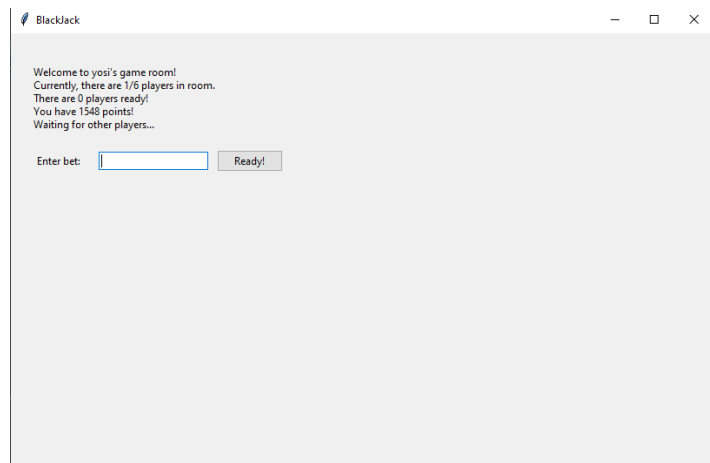 BlackJack
Welcome to yosi's game room!
Currently, there are 1/6 players in room.
There are 0 players ready!
You have 1548 points!
Waiting for other players...
Enter bet: Ready!